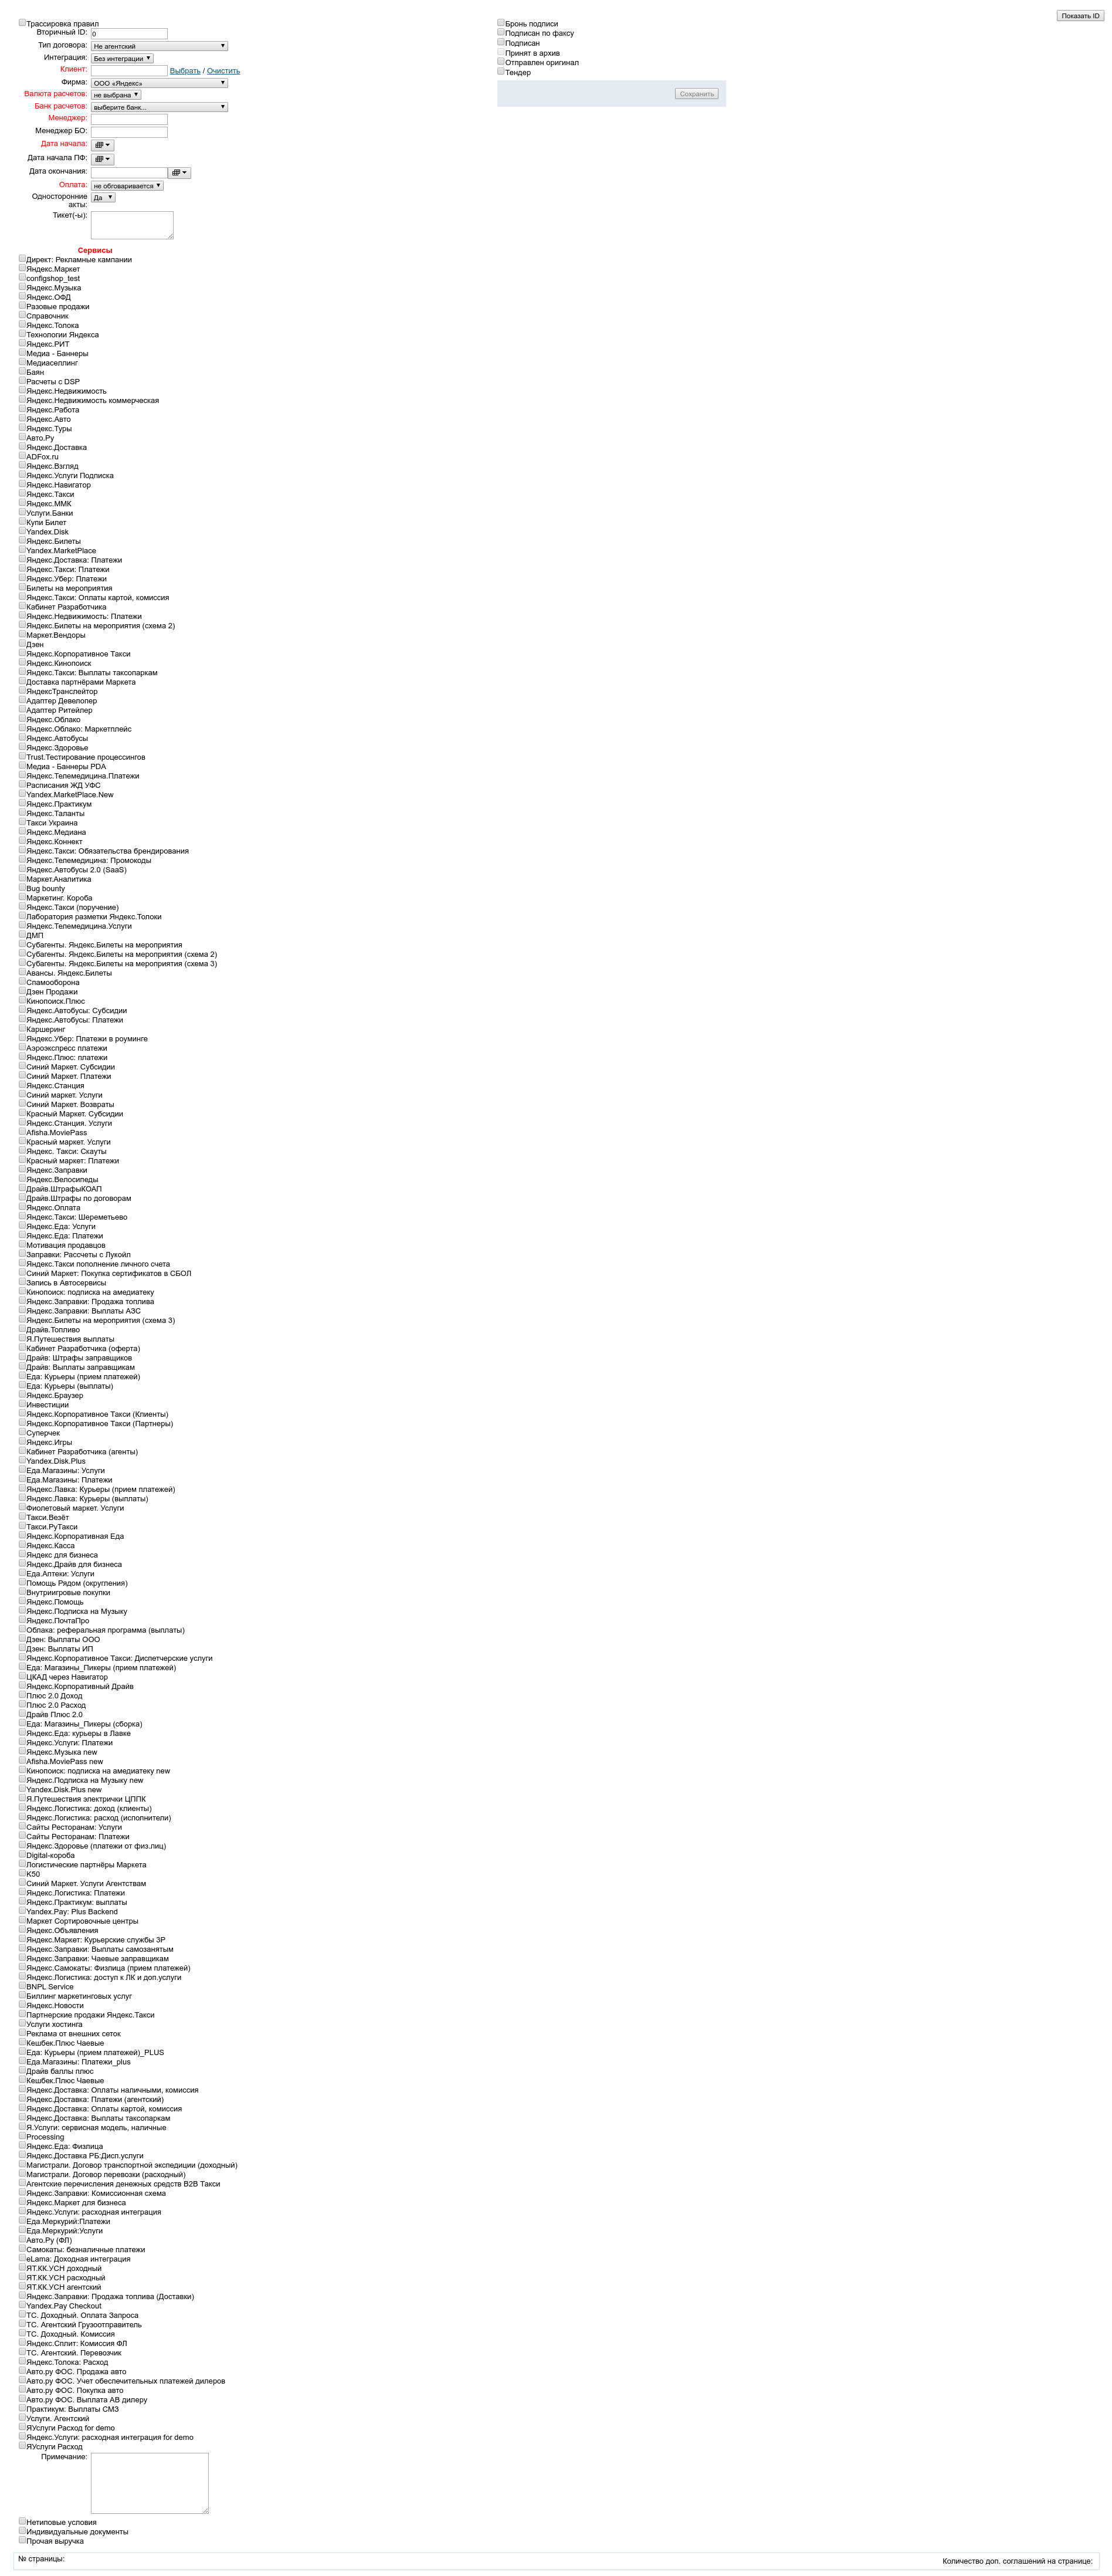 Показать ID
Трассировка правил
Вторичный ID: 0
Тип договора: Не агентский
Интеграция: Без интеграции
Клиент: Выбрать / Очистить
Фирма: ООО «Яндекс»
Валюта расчетов: не выбрана
Банк расчетов: выберите банк...
Менеджер:
Менеджер БО:
Дата начала:
Дата начала ПФ:
Дата окончания:
Оплата: не обговаривается
Односторонние
акты: Да
Тикет(-ы):
Бронь подписи
Подписан по факсу
Подписан
Принят в архив
Отправлен оригинал
Тендер
Сохранить
Сервисы
Директ: Рекламные кампании
Яндекс.Маркет
configshop_test
Яндекс.Музыка
Яндекс.ОФД
Разовые продажи
Справочник
Яндекс.Толока
Технологии Яндекса
Яндекс.РИТ
Медиа - Баннеры
Медиаселлинг
Баян
Расчеты с DSP
Яндекс.Недвижимость
Яндекс.Недвижимость коммерческая
Яндекс.Работа
Яндекс.Авто
Яндекс.Туры
Авто.Ру
Яндекс.Доставка
ADFox.ru
Яндекс.Взгляд
Яндекс.Услуги Подписка
Яндекс.Навигатор
Яндекс.Такси
Яндекс.ММК
Услуги.Банки
Купи Билет
Yandex.Disk
Яндекс.Билеты
Yandex.MarketPlace
Яндекс.Доставка: Платежи
Яндекс.Такси: Платежи
Яндекс.Убер: Платежи
Билеты на мероприятия
Яндекс.Такси: Оплаты картой, комиссия
Кабинет Разработчика
Яндекс.Недвижимость: Платежи
Яндекс.Билеты на мероприятия (схема 2)
Маркет.Вендоры
Дзен
Яндекс.Корпоративное Такси
Яндекс.Кинопоиск
Яндекс.Такси: Выплаты таксопаркам
Доставка партнёрами Маркета
ЯндексТранслейтор
Адаптер Девелопер
Адаптер Ритейлер
Яндекс.Облако
Яндекс.Облако: Маркетплейс
Яндекс.Автобусы
Яндекс.Здоровье
Trust.Тестирование процессингов
Медиа - Баннеры PDA
Яндекс.Телемедицина.Платежи
Расписания ЖД УФС
Yandex.MarketPlace.New
Яндекс.Практикум
Яндекс.Таланты
Такси Украина
Яндекс.Медиана
Яндекс.Коннект
Яндекс.Такси: Обязательства брендирования
Яндекс.Телемедицина: Промокоды
Яндекс.Автобусы 2.0 (SaaS)
Маркет.Аналитика
Bug bounty
Маркетинг. Короба
Яндекс.Такси (поручение)
Лаборатория разметки Яндекс.Толоки
Яндекс.Телемедицина.Услуги
ДМП
Субагенты. Яндекс.Билеты на мероприятия
Субагенты. Яндекс.Билеты на мероприятия (схема 2)
Субагенты. Яндекс.Билеты на мероприятия (схема 3)
Авансы. Яндекс.Билеты
Спамооборона
Дзен Продажи
Кинопоиск.Плюс
Яндекс.Автобусы: Субсидии
Яндекс.Автобусы: Платежи
Каршеринг
Яндекс.Убер: Платежи в роуминге
Аэроэкспресс платежи
Яндекс.Плюс: платежи
Синий Маркет. Субсидии
Синий Маркет. Платежи
Яндекс.Станция
Синий маркет. Услуги
Синий Маркет. Возвраты
Красный Маркет. Субсидии
Яндекс.Станция. Услуги
Afisha.MoviePass
Красный маркет. Услуги
Яндекс. Такси: Скауты
Красный маркет: Платежи
Яндекс.Заправки
Яндекс.Велосипеды
Драйв.ШтрафыКОАП
Драйв.Штрафы по договорам
Яндекс.Оплата
Яндекс.Такси: Шереметьево
Яндекс.Еда: Услуги
Яндекс.Еда: Платежи
Мотивация продавцов
Заправки: Рассчеты с Лукойл
Яндекс.Такси пополнение личного счета
Синий Маркет: Покупка сертификатов в СБОЛ
Запись в Автосервисы
Кинопоиск: подписка на амедиатеку
Яндекс.Заправки: Продажа топлива
Яндекс.Заправки: Выплаты АЗС
Яндекс.Билеты на мероприятия (схема 3)
Драйв.Топливо
Я.Путешествия выплаты
Кабинет Разработчика (оферта)
Драйв: Штрафы заправщиков
Драйв: Выплаты заправщикам
Еда: Курьеры (прием платежей)
Еда: Курьеры (выплаты)
Яндекс.Браузер
Инвестиции
Яндекс.Корпоративное Такси (Клиенты)
Яндекс.Корпоративное Такси (Партнеры)
Суперчек
Яндекс.Игры
Кабинет Разработчика (агенты)
Yandex.Disk.Plus
Еда.Магазины: Услуги
Еда.Магазины: Платежи
Яндекс.Лавка: Курьеры (прием платежей)
Яндекс.Лавка: Курьеры (выплаты)
Фиолетовый маркет. Услуги
Такси.Везёт
Такси.РуТакси
Яндекс.Корпоративная Еда
Яндекс.Касса
Яндекс для бизнеса
Яндекс.Драйв для бизнеса
Еда.Аптеки: Услуги
Помощь Рядом (округления)
Внутриигровые покупки
Яндекс.Помощь
Яндекс.Подписка на Музыку
Яндекс.ПочтаПро
Облака: реферальная программа (выплаты)
Дзен: Выплаты ООО
Дзен: Выплаты ИП
Яндекс.Корпоративное Такси: Диспетчерские услуги
Еда: Магазины_Пикеры (прием платежей)
ЦКАД через Навигатор
Яндекс.Корпоративный Драйв
Плюс 2.0 Доход
Плюс 2.0 Расход
Драйв Плюс 2.0
Еда: Магазины_Пикеры (сборка)
Яндекс.Еда: курьеры в Лавке
Яндекс.Услуги: Платежи
Яндекс.Музыка new
Afisha.MoviePass new
Кинопоиск: подписка на амедиатеку new
Яндекс.Подписка на Музыку new
Yandex.Disk.Plus new
Я.Путешествия электрички ЦППК
Яндекс.Логистика: доход (клиенты)
Яндекс.Логистика: расход (исполнители)
Сайты Ресторанам: Услуги
Сайты Ресторанам: Платежи
Яндекс.Здоровье (платежи от физ.лиц)
Digital-короба
Логистические партнёры Маркета
K50
Синий Маркет. Услуги Агентствам
Яндекс.Логистика: Платежи
Яндекс.Практикум: выплаты
Yandex.Pay: Plus Backend
Маркет Сортировочные центры
Яндекс.Объявления
Яндекс.Маркет: Курьерские службы ЗР
Яндекс.Заправки: Выплаты самозанятым
Яндекс.Заправки: Чаевые заправщикам
Яндекс.Самокаты: Физлица (прием платежей)
Яндекс.Логистика: доступ к ЛК и доп.услуги
BNPL Service
Биллинг маркетинговых услуг
Яндекс.Новости
Партнерские продажи Яндекс.Такси
Услуги хостинга
Реклама от внешних сеток
Кешбек.Плюс Чаевые
Еда: Курьеры (прием платежей)_PLUS
Еда.Магазины: Платежи_plus
Драйв баллы плюс
Кешбек.Плюс Чаевые
Яндекс.Доставка: Оплаты наличными, комиссия
Яндекс.Доставка: Платежи (агентский)
Яндекс.Доставка: Оплаты картой, комиссия
Яндекс.Доставка: Выплаты таксопаркам
Я.Услуги: сервисная модель, наличные
Processing
Яндекс.Еда: Физлица
Яндекс.Доставка РБ:Дисп.услуги
Магистрали. Договор транспортной экспедиции (доходный)
Магистрали. Договор перевозки (расходный)
Агентские перечисления денежных средств B2B Такси
Яндекс.Заправки: Комиссионная схема
Яндекс.Маркет для бизнеса
Яндекс.Услуги: расходная интеграция
Еда.Меркурий:Платежи
Еда.Меркурий:Услуги
Авто.Ру (ФЛ)
Самокаты: безналичные платежи
eLama: Доходная интеграция
ЯТ.КК.УСН доходный
ЯТ.КК.УСН расходный
ЯТ.КК.УСН агентский
Яндекс.Заправки: Продажа топлива (Доставки)
Yandex.Pay Checkout
ТС. Доходный. Оплата Запроса
ТС. Агентский Грузоотправитель
ТС. Доходный. Комиссия
Яндекс.Сплит: Комиссия ФЛ
ТС. Агентский. Перевозчик
Яндекс.Толока: Расход
Авто.ру ФОС. Продажа авто
Авто.ру ФОС. Учет обеспечительных платежей дилеров
Авто.ру ФОС. Покупка авто
Авто.ру ФОС. Выплата АВ дилеру
Практикум: Выплаты СМЗ
Услуги. Агентский
ЯУслуги Расход for demo
Яндекс.Услуги: расходная интеграция for demo
ЯУслуги Расход
Примечание:
Нетиповые условия
Индивидуальные документы
Прочая выручка
№ страницы:
Количество доп. соглашений на странице: